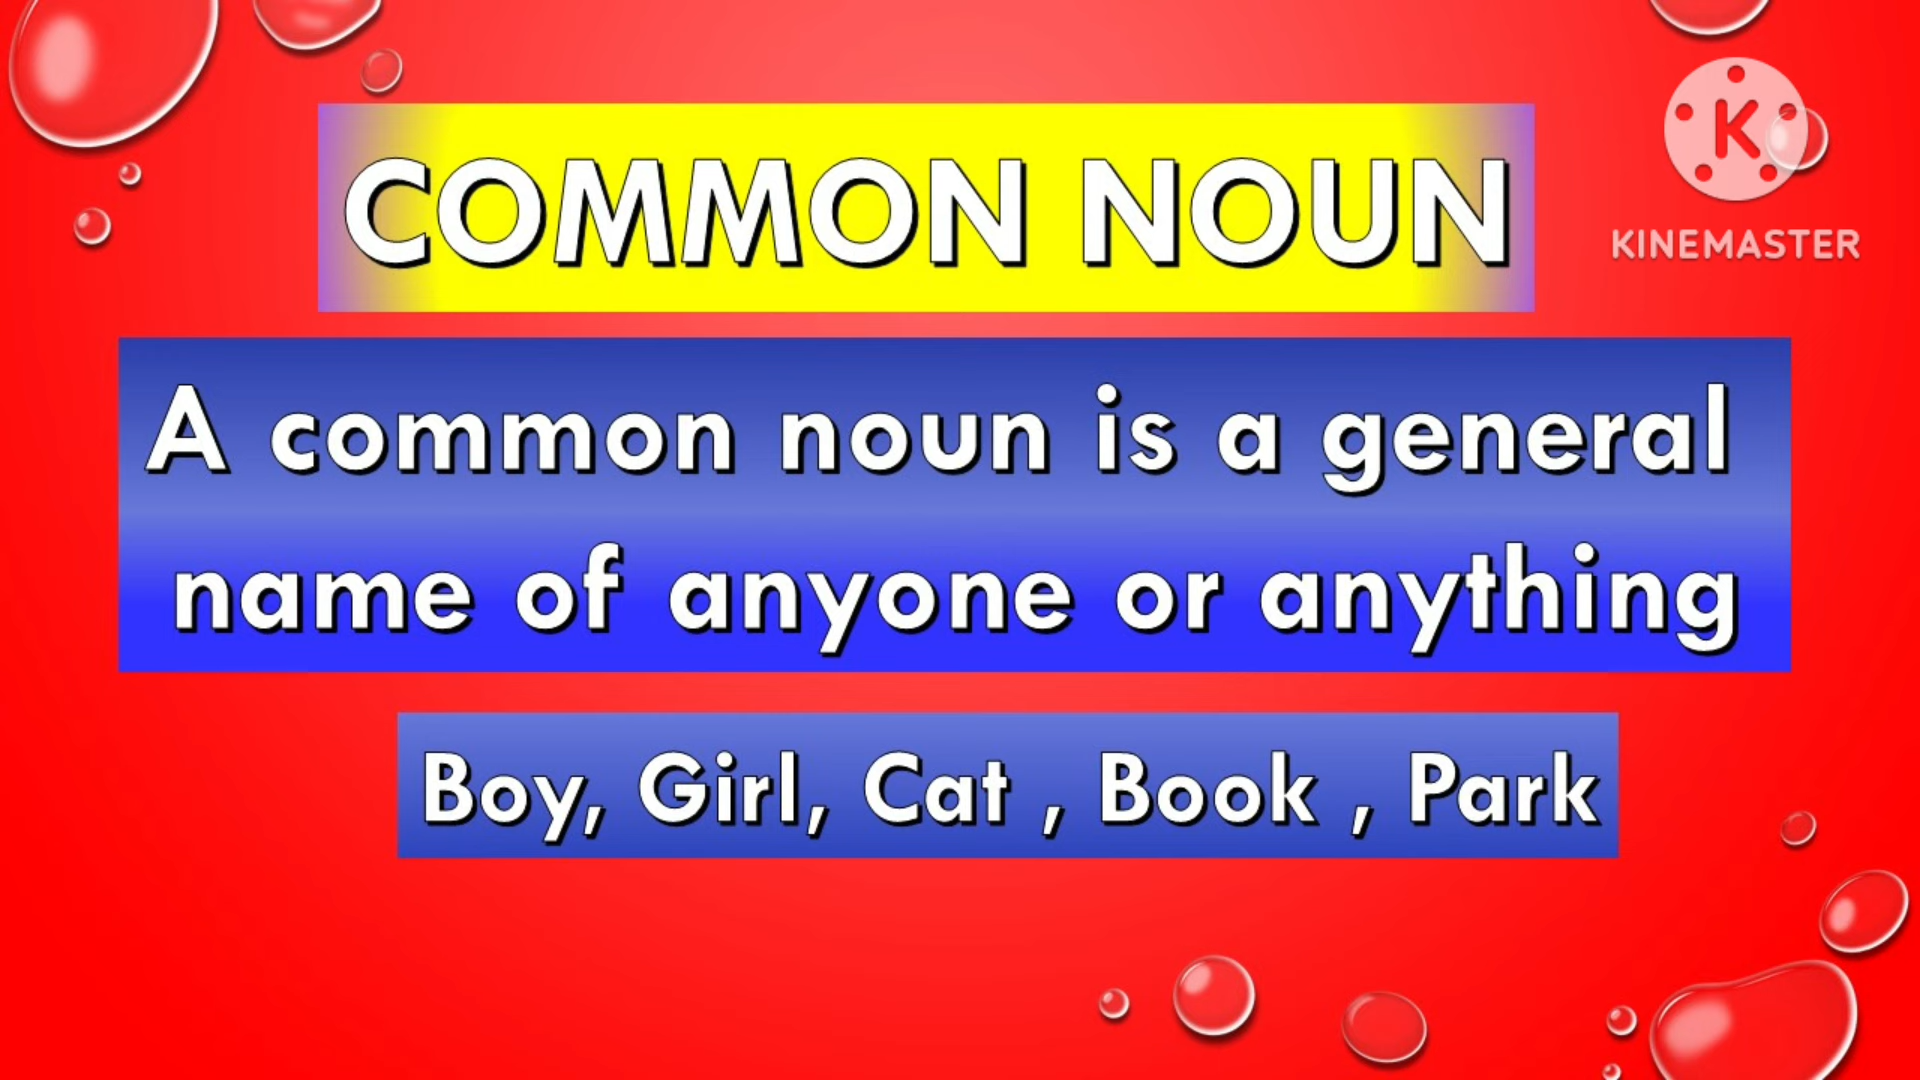 COMMON NOUN
K
KINEMASTER
A common noun is a general
name of anyone or anything
Boy, Girl, Cat , Book , Park